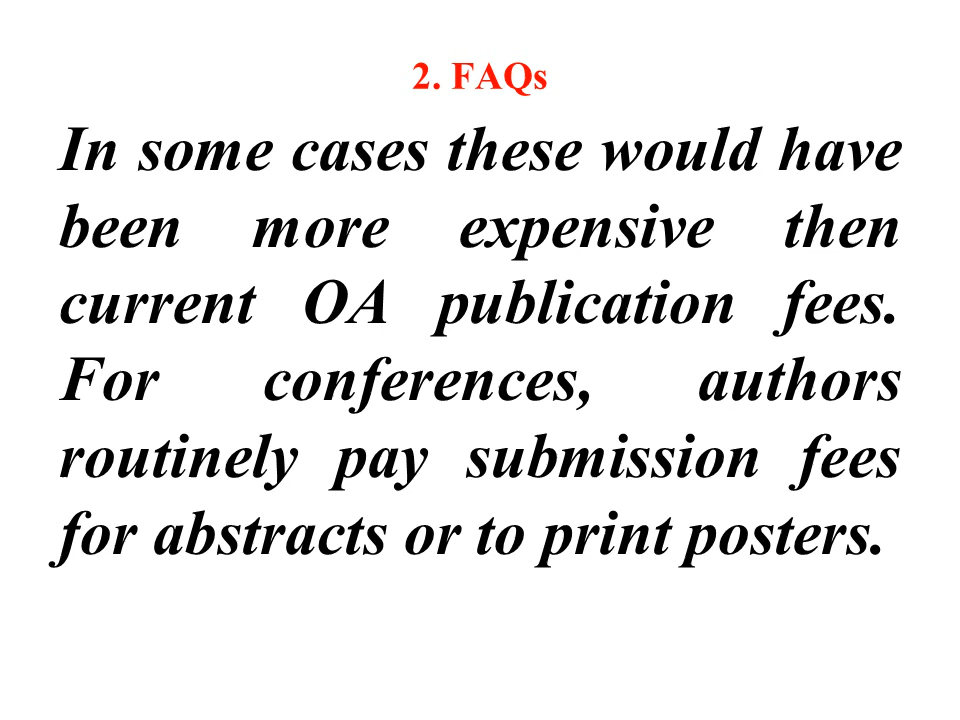 2. FAQs
In some cases these would have
been more expensive then
current OA publication fees.
For conferences, authors
routinely pay submission fees
for abstracts or to print posters.